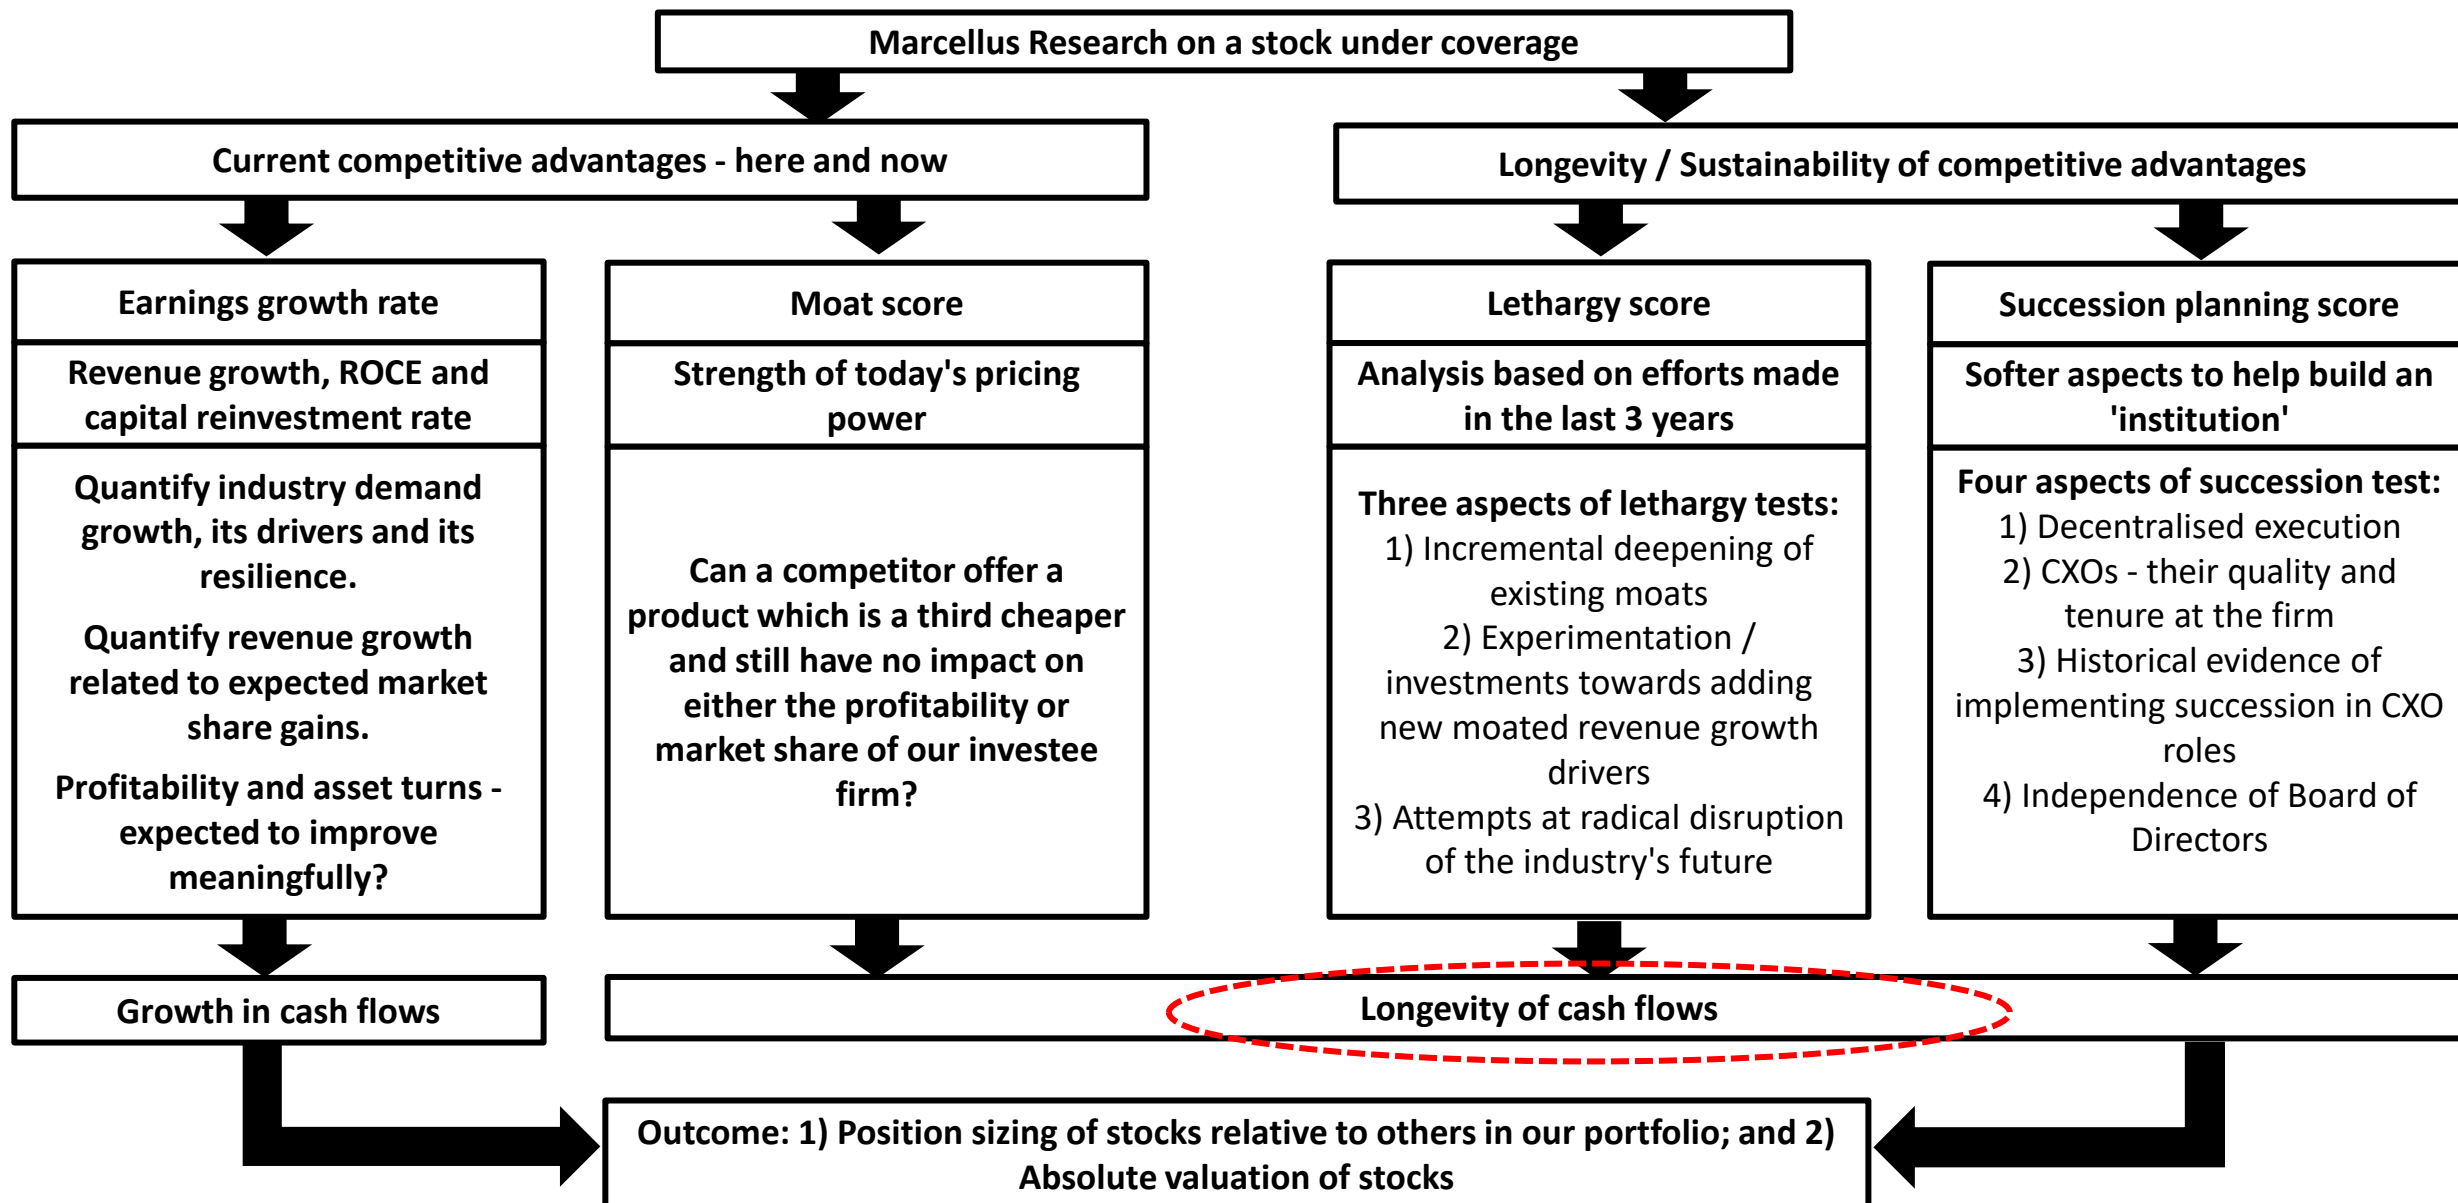 Marcellus Research on a stock under coverage
Current competitive advantages - here and now
Longevity / Sustainability of competitive advantages
Earnings growth rate
Revenue growth, ROCE and
capital reinvestment rate
Quantify industry demand
growth, its drivers and its
resilience.
Quantify revenue growth
related to expected market
share gains.
Profitability and asset turns -
expected to improve
meaningfully?
Moat score
Strength of today's pricing
power
Can a competitor offer a
product which is a third cheaper
and still have no impact on
either the profitability or
market share of our investee
firm?
Lethargy score
Analysis based on efforts made
in the last 3 years
Three aspects of lethargy tests:
1) Incremental deepening of
existing moats
2) Experimentation /
investments towards adding
new moated revenue growth
drivers
3) Attempts at radical disruption
of the industry's future
Succession planning score
Softer aspects to help build an
'institution'
Four aspects of succession test:
1) Decentralised execution
2) CXOs - their quality and
tenure at the firm
3) Historical evidence of
implementing succession in CXO
roles
4) Independence of Board of
Directors
Growth in cash flows
Longevity of cash flows
Outcome: 1) Position sizing of stocks relative to others in our portfolio; and 2)
Absolute valuation of stocks